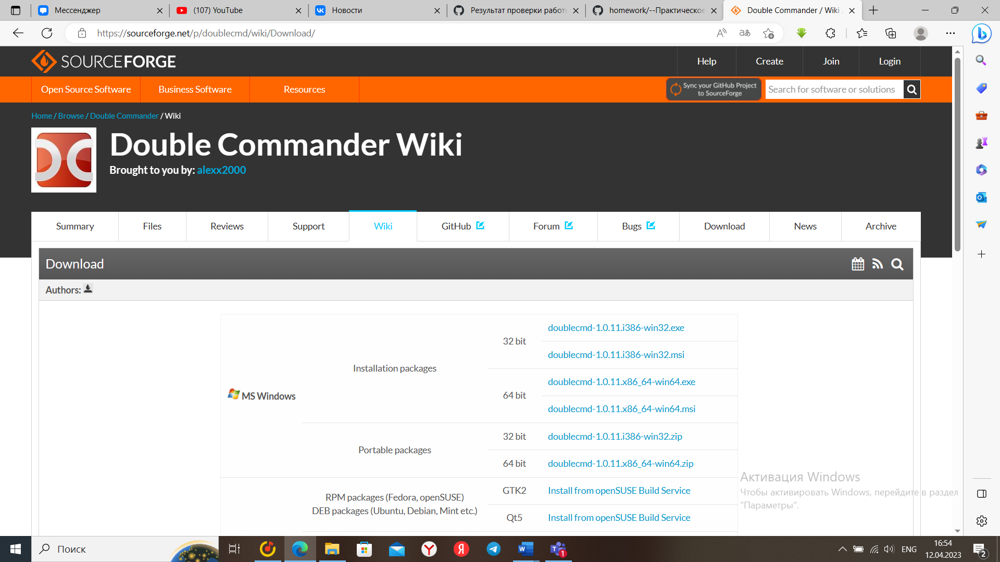 Мессенджер
(107) YouTube
Новости
Результат проверки работ
homework/--Практическое
Double Commander / Wiki
https://sourceforge.net/p/doublecmd/wiki/Download/
SOURCEFORGE
Help
Create
Join
Login
Open Source Software
Business Software
Resources
Sync your GitHub Project
to SourceForge
Search for software or solutions
Home / Browse / Double Commander / Wiki
Double Commander Wiki
Brought to you by: alexx2000
Summary
Files
Reviews
Support
Wiki
GitHub
Forum
Bugs
Download
News
Archive
Download
Authors:
MS Windows
Installation packages
32 bit
doublecmd-1.0.11.i386-win32.exe
doublecmd-1.0.11.i386-win32.msi
64 bit
doublecmd-1.0.11.x86_64-win64.exe
doublecmd-1.0.11.x86_64-win64.msi
Portable packages
32 bit
doublecmd-1.0.11.i386-win32.zip
64 bit
doublecmd-1.0.11.x86_64-win64.zip
RPM packages (Fedora, openSUSE)
DEB packages (Ubuntu, Debian, Mint etc.)
GTK2
Install from openSUSE Build Service
Qt5
Install from openSUSE Build Service
Активация Windows
Чтобы активировать Windows, перейдите в раздел
"Параметры".
Поиск
ENG
16:54
12.04.2023
2
1